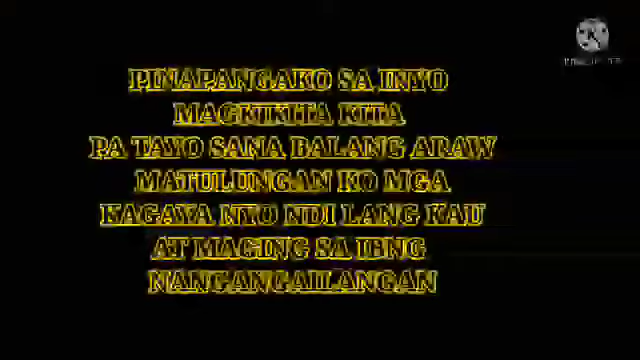 PINAPANGAKO SA INYO
MAGKIKITA KITA
PA TAYO SANA BALANG ARAW
MATULUNGAN KO MGA
KAGAYA NYO NDI LANG KAU
AT MAGING SA IBNG
NANGANGAILANGAN